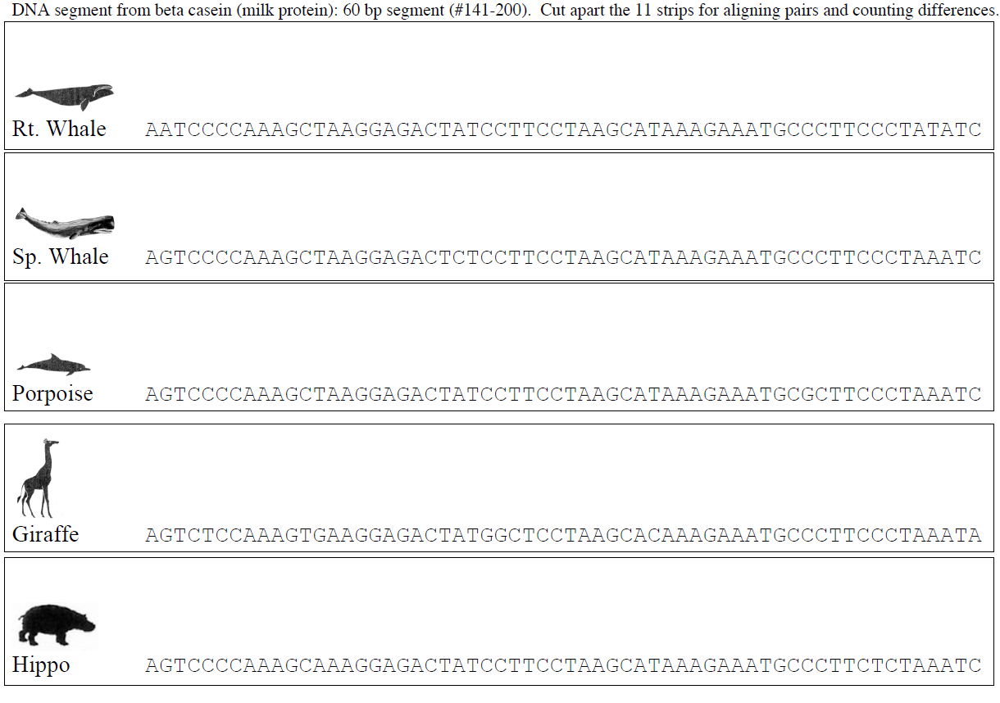 DNA segment from beta casein (milk protein): 60 bp segment (#141-200). Cut apart the 11 strips for aligning pairs and counting differences.
Rt. Whale AATCCCCAAAGCTAAGGAGACTATCCTTCCTAAGCATAAAGAAATGCCCTTCCCTATATC
Sp. Whale AGTCCCCAAAGCTAAGGAGACTCTCCTTCCTAAGCATAAAGAAATGCCCTTCCCTAAATC
Porpoise AGTCCCCAAAGCTAAGGAGACTATCCTTCCTAAGCATAAAGAAATGCGCTTCCCTAAATC
Giraffe AGTCTCCAAAGTGAAGGAGACTATGGCTCCTAAGCACAAAGAAATGCCCTTCCCTAAATA
Hippo AGTCCCCAAAGCAAAGGAGACTATCCTTCCTAAGCATAAAGAAATGCCCTTCTCTAAATC